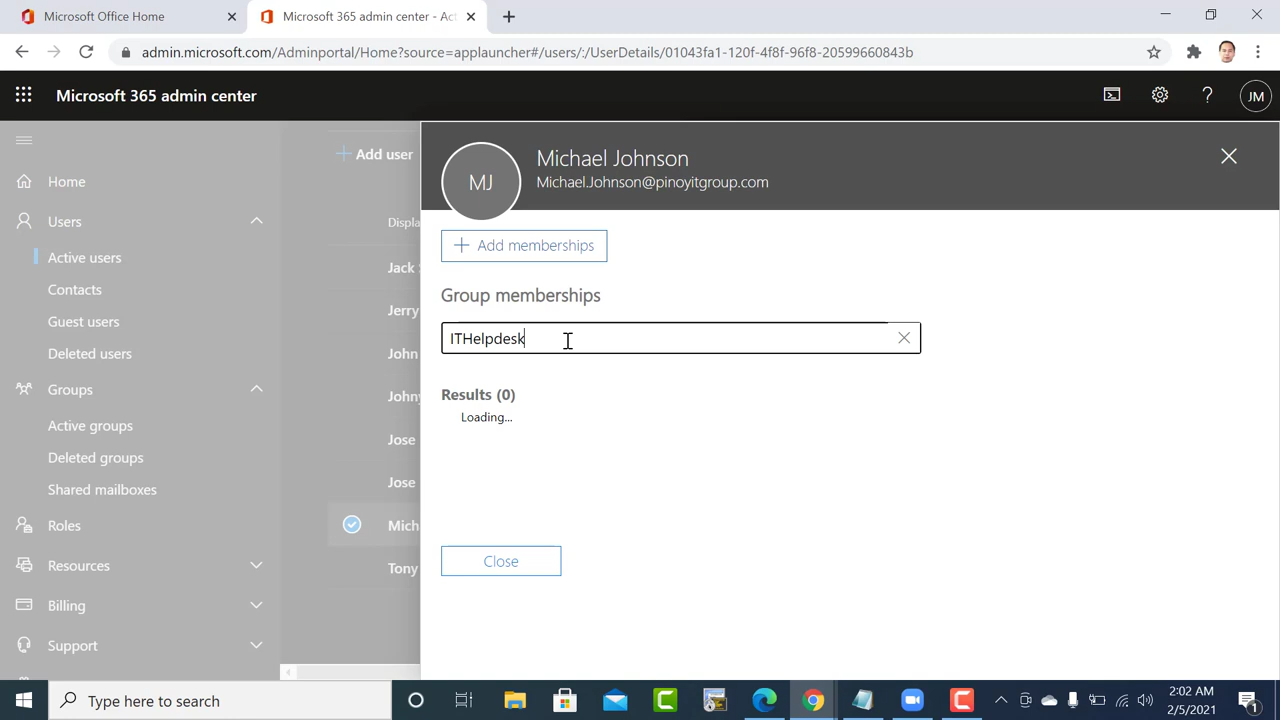 Microsoft Office Home
Microsoft 365 admin center - Act
admin.microsoft.com/Adminportal/Home?source=applauncher#/users/:/UserDetails/01043fa1-120f-4f8f-96f8-20599660843b
Microsoft 365 admin center
JM
Home
Users
Active users
Contacts
Guest users
Deleted users
Groups
Active groups
Deleted groups
Shared mailboxes
Roles
Resources
Billing
Support
Add user
Displa
Jack S
Jerry
John
Johny
Jose
Jose
Mich
Tony
MJ
Michael Johnson
Michael.Johnson@pinoyitgroup.com
Add memberships
Group memberships
ITHelpdesk
Results (0)
Loading...
Close
Type here to search
2:02 AM
2/5/2021
1